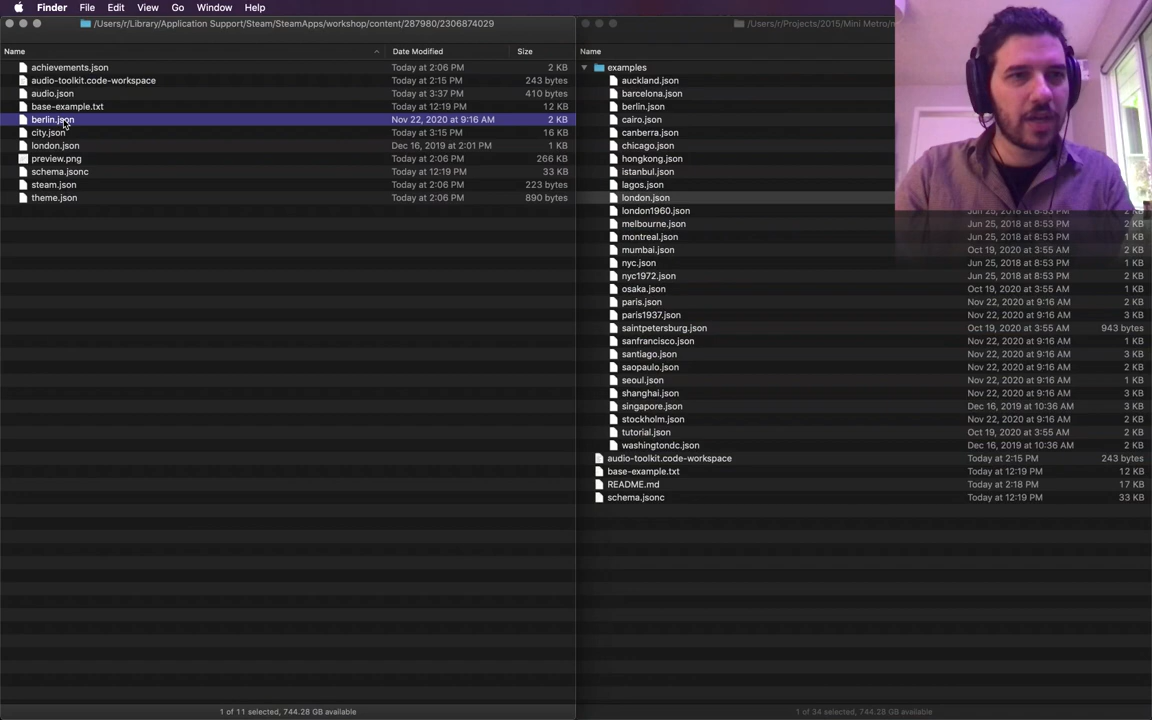 Finder File Edit View Go Window Help
/Users/r/Library/Application Support/Steam/SteamApps/workshop/content/287980/2306874029
Name Date Modified Size
achievements.json Today at 2:06 PM 2 KB
audio-toolkit.code-workspace Today at 2:15 PM 243 bytes
audio.json Today at 3:37 PM 410 bytes
base-example.txt Today at 12:19 PM 12 KB
berlin.json Nov 22, 2020 at 9:16 AM 2 KB
city.json Today at 3:15 PM 16 KB
london.json Dec 16, 2019 at 2:01 PM 1 KB
preview.png Today at 2:06 PM 266 KB
schema.jsonc Today at 12:19 PM 33 KB
steam.json Today at 2:06 PM 223 bytes
theme.json Today at 2:06 PM 890 bytes
1 of 11 selected, 744.28 GB available
/Users/r/Projects/2015/Mini Metro/
Name
examples
auckland.json
barcelona.json
berlin.json
cairo.json
canberra.json
chicago.json
hongkong.json
istanbul.json
lagos.json
london.json
london1960.json Jun 25, 2018 at 8:53 PM 2 KB
melbourne.json Jun 25, 2018 at 8:53 PM 2 KB
montreal.json Jun 25, 2018 at 8:53 PM 1 KB
mumbai.json Oct 19, 2020 at 3:55 AM 2 KB
nyc.json Jun 25, 2018 at 8:53 PM 1 KB
nyc1972.json Jun 25, 2018 at 8:53 PM 2 KB
osaka.json Oct 19, 2020 at 3:55 AM 1 KB
paris.json Nov 22, 2020 at 9:16 AM 2 KB
paris1937.json Nov 22, 2020 at 9:16 AM 3 KB
saintpetersburg.json Oct 19, 2020 at 3:55 AM 943 bytes
sanfrancisco.json Nov 22, 2020 at 9:16 AM 1 KB
santiago.json Nov 22, 2020 at 9:16 AM 3 KB
saopaulo.json Nov 22, 2020 at 9:16 AM 2 KB
seoul.json Nov 22, 2020 at 9:16 AM 1 KB
shanghai.json Nov 22, 2020 at 9:16 AM 3 KB
singapore.json Dec 16, 2019 at 10:36 AM 3 KB
stockholm.json Nov 22, 2020 at 9:16 AM 2 KB
tutorial.json Oct 19, 2020 at 3:55 AM 2 KB
washingtondc.json Dec 16, 2019 at 10:36 AM 2 KB
audio-toolkit.code-workspace Today at 2:15 PM 243 bytes
base-example.txt Today at 12:19 PM 12 KB
README.md Today at 2:18 PM 17 KB
schema.jsonc Today at 12:19 PM 33 KB
1 of 34 selected, 744.28 GB available